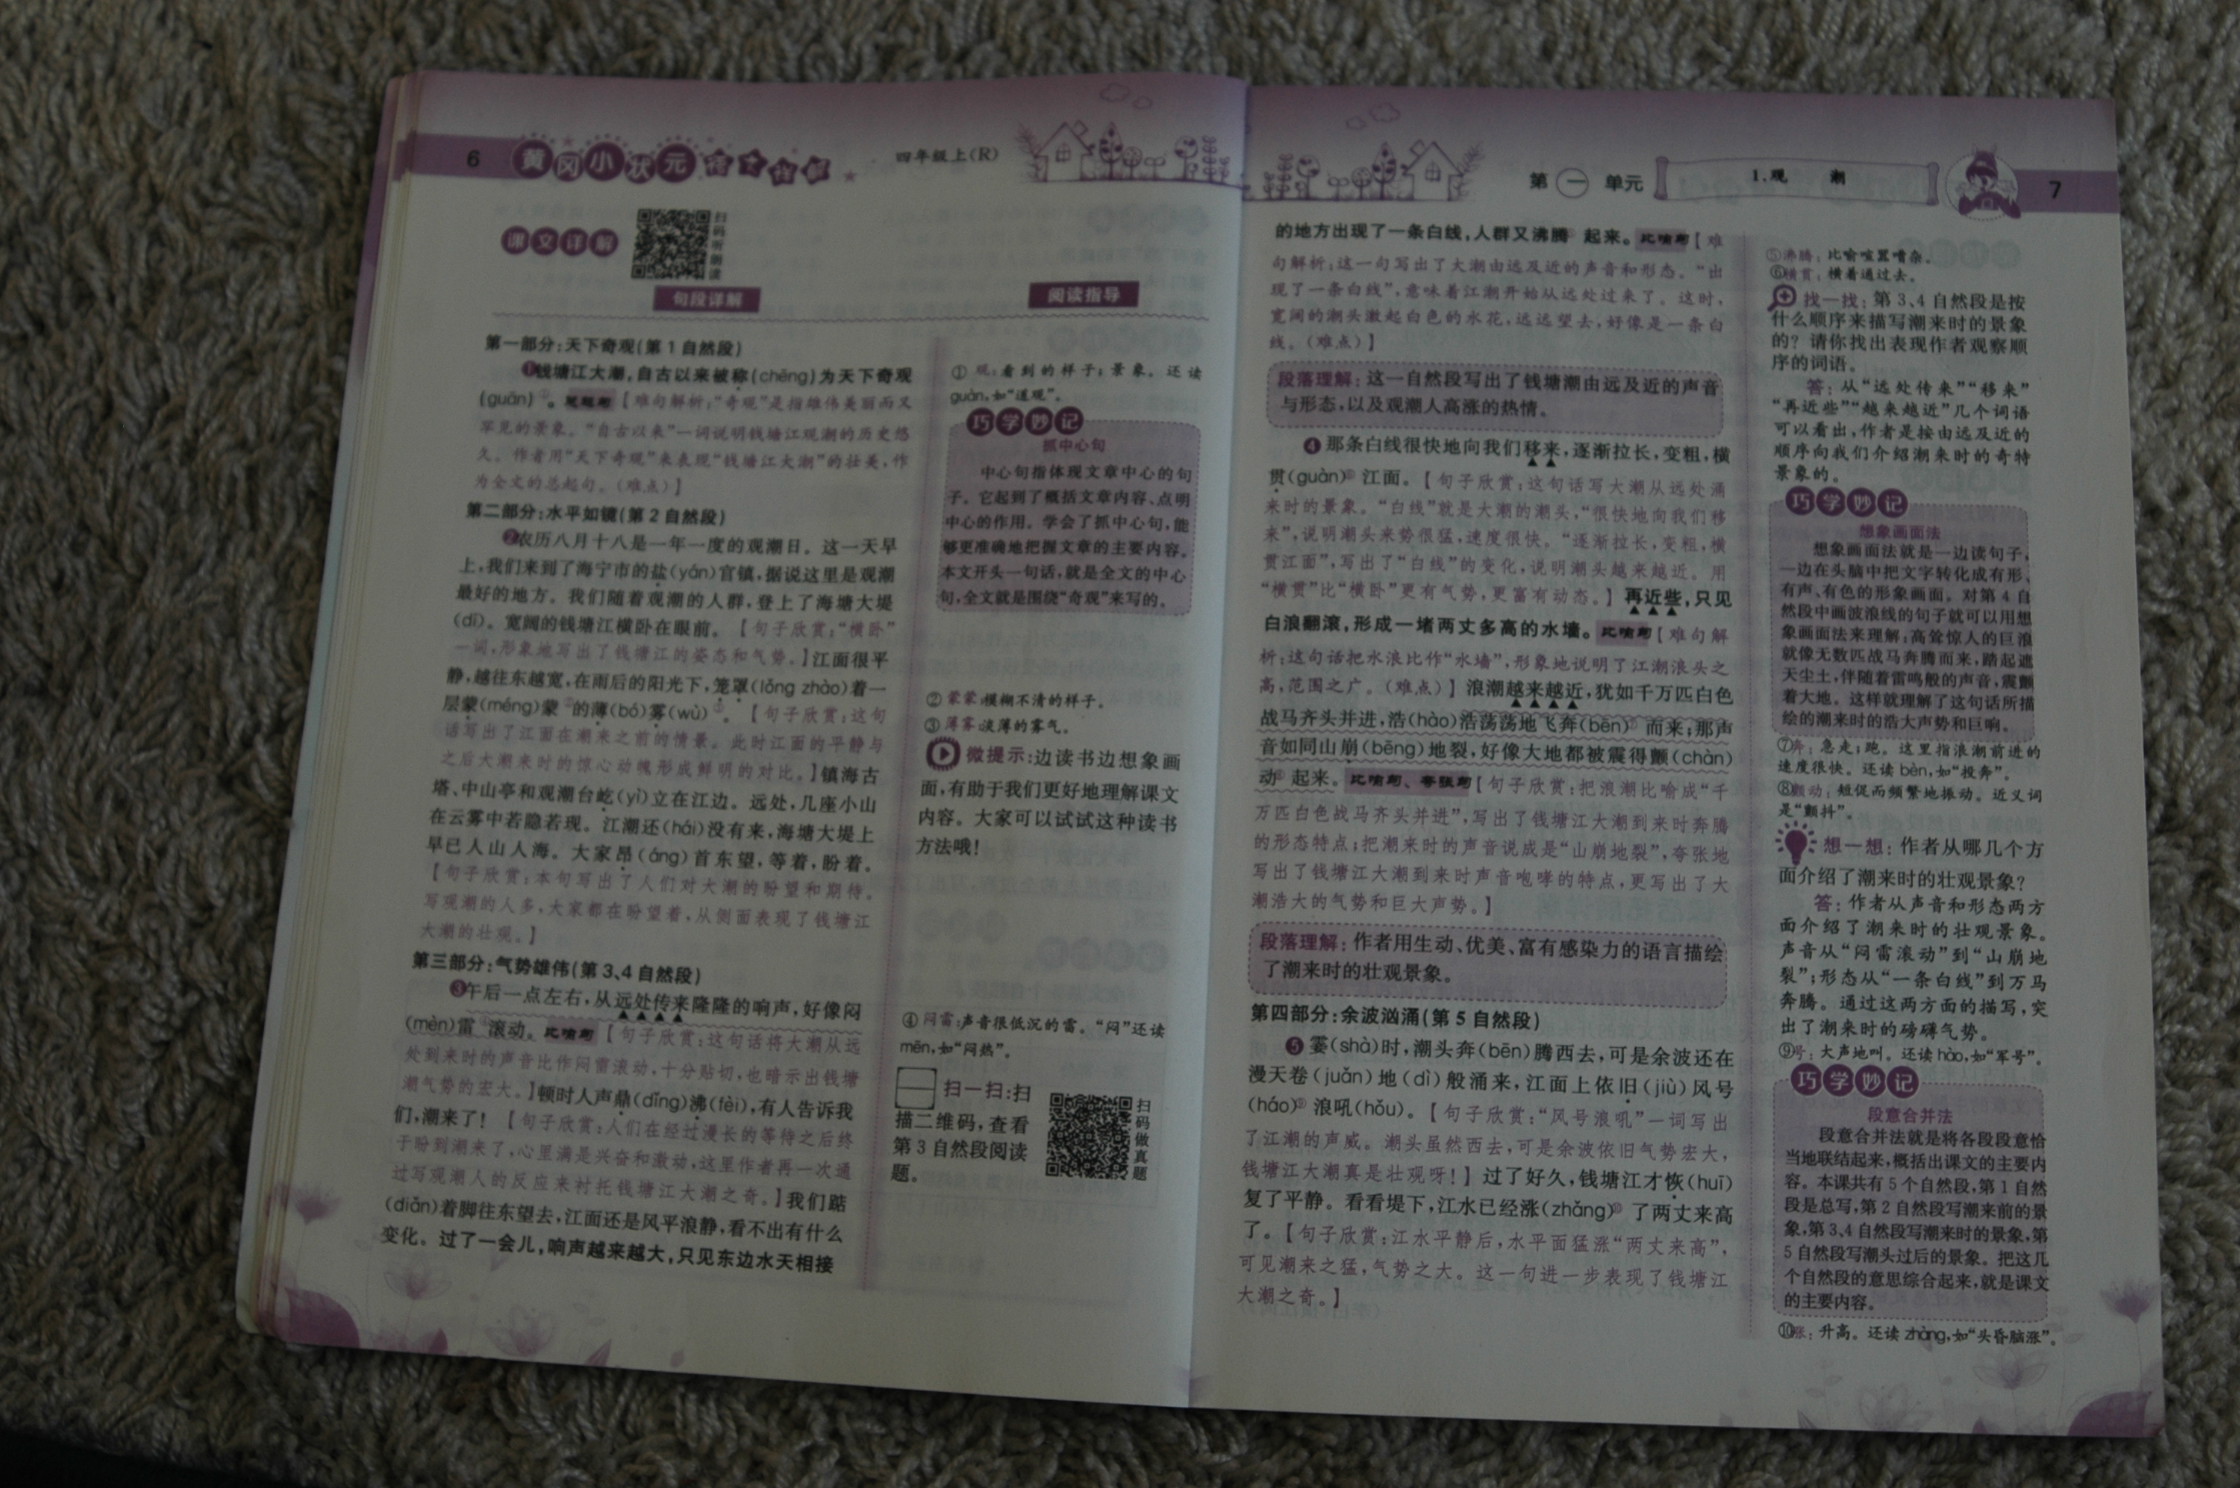 6
黄冈小状元 语文详解
四年级上(R)
课文详解
扫码听朗读
句段详解
阅读指导
第一部分:天下奇观(第1自然段)
❶钱塘江大潮,自古以来被称(chēng)为天下奇观
(guān)①。总起句【难句解析:“奇观”是指雄伟美丽而又
罕见的景象。“自古以来”一词说明钱塘江观潮的历史悠
久。作者用“天下奇观”来表现“钱塘江大潮”的壮美,作
为全文的总起句。(难点)】
第二部分:水平如镜(第2自然段)
❷农历八月十八是一年一度的观潮日。这一天早
上,我们来到了海宁市的盐(yán)官镇,据说这里是观潮
最好的地方。我们随着观潮的人群,登上了海塘大堤
(dī)。宽阔的钱塘江横卧在眼前。【句子欣赏:“横卧”
一词,形象地写出了钱塘江的姿态和气势。】江面很平
静,越往东越宽,在雨后的阳光下,笼罩(lǒng zhào)着一
层蒙(méng)蒙②的薄(bó)雾(wù)③。【句子欣赏:这句
话写出了江面在潮来之前的情景。此时江面的平静与
之后大潮来时的惊心动魄形成鲜明的对比。】镇海古
塔、中山亭和观潮台屹(yì)立在江边。远处,几座小山
在云雾中若隐若现。江潮还(hái)没有来,海塘大堤上
早已人山人海。大家昂(áng)首东望,等着,盼着。
【句子欣赏:本句写出了人们对大潮的盼望和期待。
写观潮的人多,大家都在盼望着,从侧面表现了钱塘江
大潮的壮观。】
第三部分:气势雄伟(第3、4自然段)
❸午后一点左右,从远处传来隆隆的响声,好像闷
(mèn)雷④滚动。比喻句【句子欣赏:这句话将大潮从远
处到来时的声音比作闷雷滚动,十分贴切,也暗示出钱塘
潮气势的宏大。】顿时人声鼎(dǐng)沸(fèi),有人告诉我
们,潮来了!【句子欣赏:人们在经过漫长的等待之后终
于盼到潮来了,心里满是兴奋和激动,这里作者再一次通
过写观潮人的反应来衬托钱塘江大潮之奇。】我们踮
(diǎn)着脚往东望去,江面还是风平浪静,看不出有什么
变化。过了一会儿,响声越来越大,只见东边水天相接
① 观:看到的样子;景象。还读
guàn,如“道观”。
巧学妙记
抓中心句
中心句指体现文章中心的句
子。它起到了概括文章内容、点明
中心的作用。学会了抓中心句,能
够更准确地把握文章的主要内容。
本文开头一句话,就是全文的中心
句,全文就是围绕“奇观”来写的。
② 蒙蒙:模糊不清的样子。
③ 薄雾:淡薄的雾气。
微提示:边读书边想象画
面,有助于我们更好地理解课文
内容。大家可以试试这种读书
方法哦!
④ 闷雷:声音很低沉的雷。“闷”还读
mēn,如“闷热”。
扫一扫:扫
描二维码,查看
第3自然段阅读
题。
扫码做真题
第一单元
1.观 潮
7
的地方出现了一条白线,人群又沸腾⑤起来。比喻句【难
句解析:这一句写出了大潮由远及近的声音和形态。“出
现了一条白线”,意味着江潮开始从远处过来了。这时,
宽阔的潮头激起白色的水花,远远望去,好像是一条白
线。(难点)】
段落理解:这一自然段写出了钱塘潮由远及近的声音
与形态,以及观潮人高涨的热情。
❹那条白线很快地向我们移来,逐渐拉长,变粗,横
贯(guàn)⑥江面。【句子欣赏:这句话写大潮从远处涌
来时的景象。“白线”就是大潮的潮头,“很快地向我们移
来”,说明潮头来势很猛,速度很快。“逐渐拉长,变粗,横
贯江面”,写出了“白线”的变化,说明潮头越来越近。用
“横贯”比“横卧”更有气势,更富有动态。】再近些,只见
白浪翻滚,形成一堵两丈多高的水墙。比喻句【难句解
析:这句话把水浪比作“水墙”,形象地说明了江潮浪头之
高,范围之广。(难点)】浪潮越来越近,犹如千万匹白色
战马齐头并进,浩(hào)浩荡荡地飞奔(bēn)⑦而来;那声
音如同山崩(bēng)地裂,好像大地都被震得颤(chàn)
动⑧起来。比喻句、夸张句【句子欣赏:把浪潮比喻成“千
万匹白色战马齐头并进”,写出了钱塘江大潮到来时奔腾
的形态特点;把潮来时的声音说成是“山崩地裂”,夸张地
写出了钱塘江大潮到来时声音咆哮的特点,更写出了大
潮浩大的气势和巨大声势。】
段落理解:作者用生动、优美、富有感染力的语言描绘
了潮来时的壮观景象。
第四部分:余波汹涌(第5自然段)
❺霎(shà)时,潮头奔(bēn)腾西去,可是余波还在
漫天卷(juǎn)地(dì)般涌来,江面上依旧(jiù)风号
(háo)⑨浪吼(hǒu)。【句子欣赏:“风号浪吼”一词写出
了江潮的声威。潮头虽然西去,可是余波依旧气势宏大,
钱塘江大潮真是壮观呀!】过了好久,钱塘江才恢(huī)
复了平静。看看堤下,江水已经涨(zhǎng)⑩了两丈来高
了。【句子欣赏:江水平静后,水平面猛涨“两丈来高”,
可见潮来之猛,气势之大。这一句进一步表现了钱塘江
大潮之奇。】
⑤沸腾:比喻喧嚣嘈杂。
⑥横贯:横着通过去。
找一找:第3、4自然段是按
什么顺序来描写潮来时的景象
的?请你找出表现作者观察顺
序的词语。
答:从“远处传来”“移来”
“再近些”“越来越近”几个词语
可以看出,作者是按由远及近的
顺序向我们介绍潮来时的奇特
景象的。
巧学妙记
想象画面法
想象画面法就是一边读句子,
一边在头脑中把文字转化成有形、
有声、有色的形象画面。对第4自
然段中画波浪线的句子就可以用想
象画面法来理解:高耸惊人的巨浪
就像无数匹战马奔腾而来,踏起遮
天尘土,伴随着雷鸣般的声音,震颤
着大地。这样就理解了这句话所描
绘的潮来时的浩大声势和巨响。
⑦奔:急走;跑。这里指浪潮前进的
速度很快。还读bèn,如“投奔”。
⑧颤动:短促而频繁地振动。近义词
是“颤抖”。
想一想:作者从哪几个方
面介绍了潮来时的壮观景象?
答:作者从声音和形态两方
面介绍了潮来时的壮观景象。
声音从“闷雷滚动”到“山崩地
裂”;形态从“一条白线”到万马
奔腾。通过这两方面的描写,突
出了潮来时的磅礴气势。
⑨号:大声地叫。还读hào,如“军号”。
巧学妙记
段意合并法
段意合并法就是将各段段意恰
当地联结起来,概括出课文的主要内
容。本课共有5个自然段,第1自然
段是总写,第2自然段写潮来前的景
象,第3、4自然段写潮来时的景象,第
5自然段写潮头过后的景象。把这几
个自然段的意思综合起来,就是课文
的主要内容。
⑩涨:升高。还读zhàng,如“头昏脑涨”。